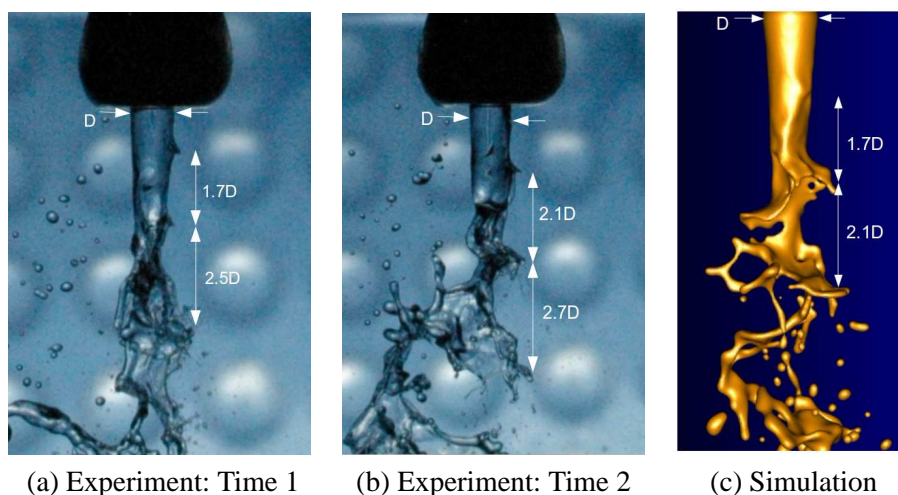 D
1.7D
2.5D
(a) Experiment: Time 1
D
2.1D
2.7D
(b) Experiment: Time 2
D
1.7D
2.1D
(c) Simulation